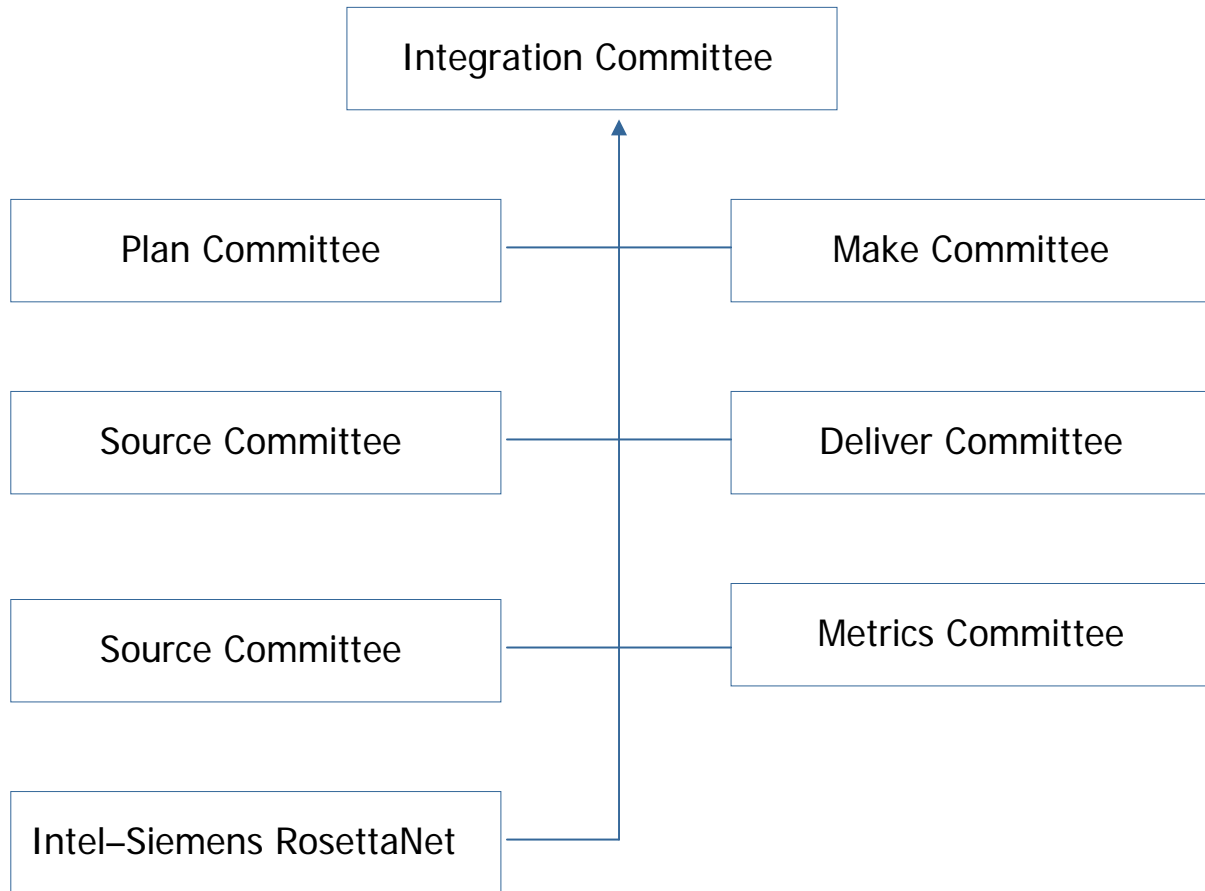 Integration Committee
Plan Committee
Make Committee
Source Committee
Deliver Committee
Source Committee
Metrics Committee
Intel–Siemens RosettaNet